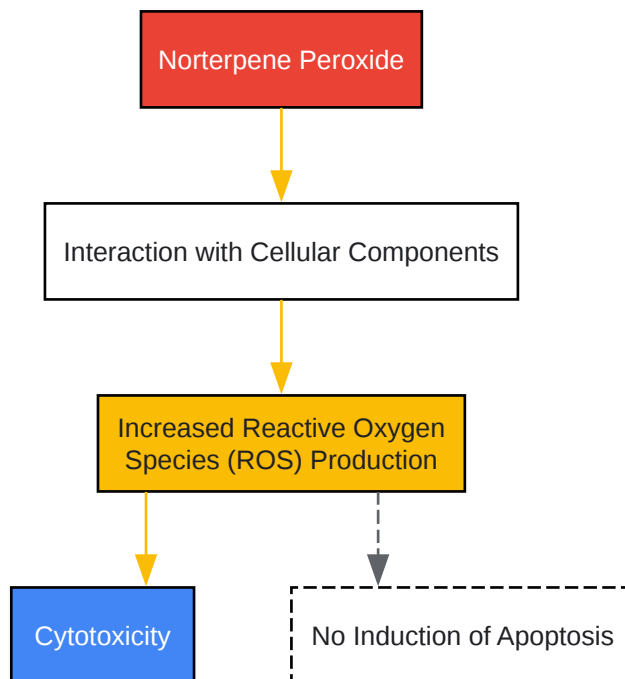 Norterpene Peroxide
Interaction with Cellular Components
Increased Reactive Oxygen
Species (ROS) Production
Cytotoxicity
No Induction of Apoptosis